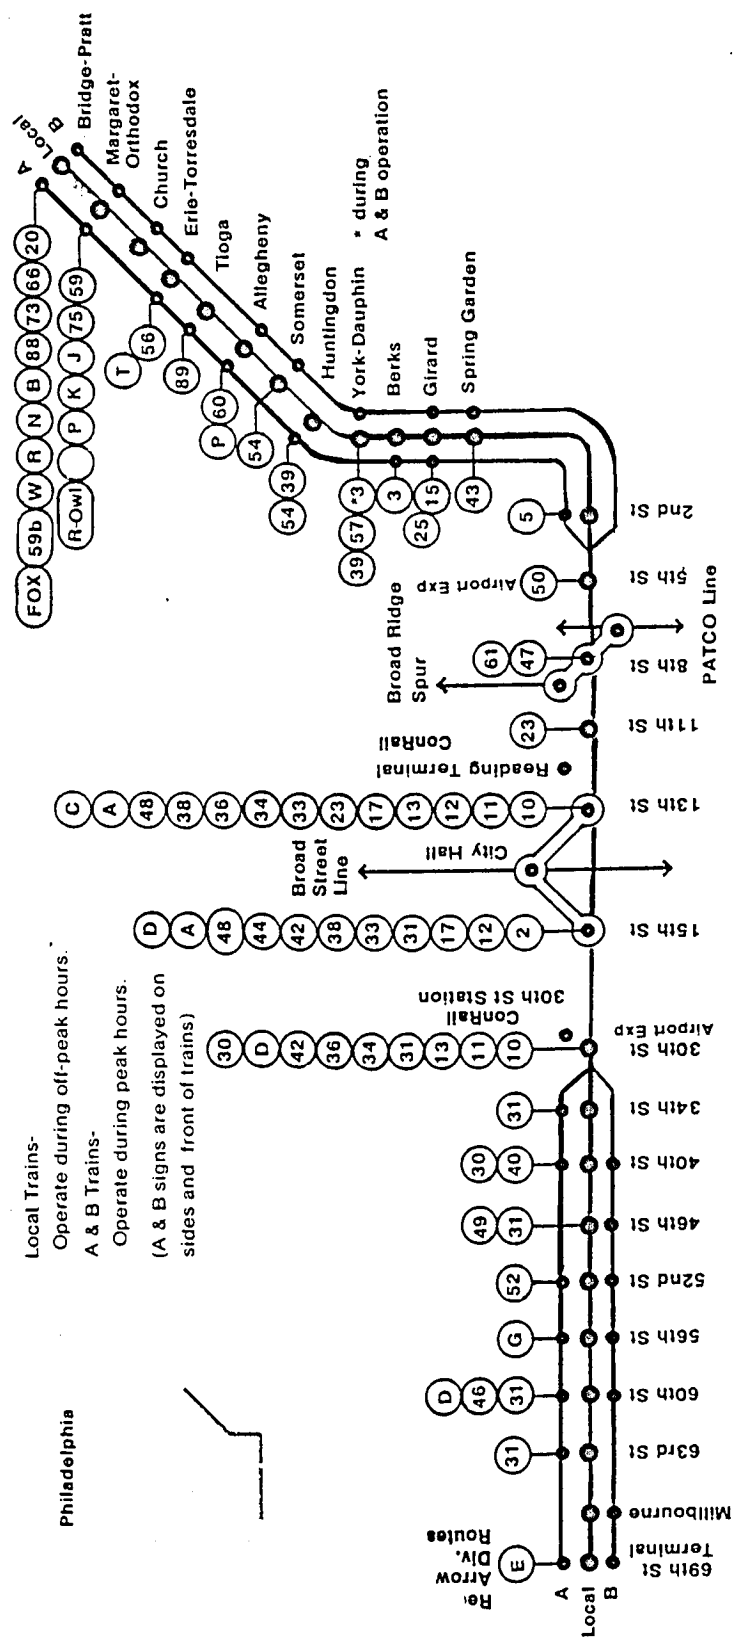 Philadelphia
Local Trains-
Operate during off-peak hours.
A & B Trains-
Operate during peak hours.
(A & B signs are displayed on
sides and front of trains)
A
Local
B
69th St
Terminal
Arrow
Div.
Routes
E
Millbourne
63rd St
31
60th St
D
46
31
56th St
G
52nd St
52
46th St
49
31
40th St
30
40
34th St
31
30th St
Airport Exp
ConRail
30th St Station
30
D
42
36
34
31
13
11
10
15th St
D
A
48
44
42
38
33
31
17
12
2
Broad
Street
Line
City Hall
13th St
C
A
48
38
36
34
33
23
17
13
12
11
10
Reading Terminal
ConRail
11th St
23
8th St
61
47
Broad Ridge
Spur
PATCO Line
5th St
50
Airport Exp
2nd St
5
Spring Garden
43
Girard
25
15
Berks
3
York-Dauphin
39
57
*3
* during
A & B operation
Huntingdon
Somerset
54
39
Allegheny
54
Tioga
P
60
Erie-Torresdale
89
Church
T
56
Margaret-
Orthodox
R-Owl
P
K
J
75
59
Bridge-Pratt
FOX
59b
W
R
N
B
88
73
66
20
A
Local
B